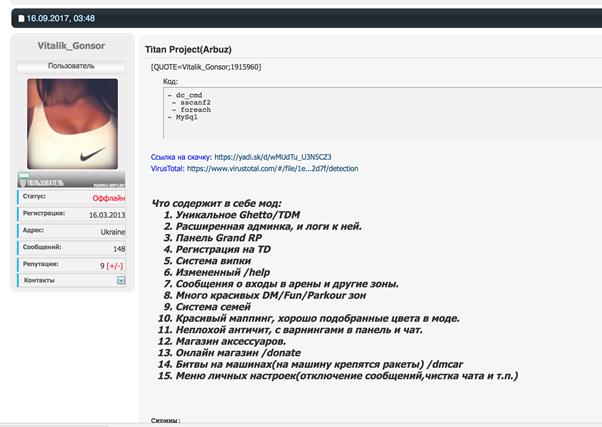 16.09.2017, 03:48
Vitalik_Gonsor
Пользователь
ПОЛЬЗОВАТЕЛЬ
Статус: Оффлайн
Регистрация: 16.03.2013
Адрес: Ukraine
Сообщений: 148
Репутация: 9 [+/-]
Контакты
Titan Project(Arbuz)
[QUOTE=Vitalik_Gonsor;1915960]
Код:
- dc_cmd
- sscanf2
- foreach
- MySql
Ссылка на скачку: https://yadi.sk/d/wMUdTu_U3N5CZ3
VirusTotal: https://www.virustotal.com/#/file/1e...2d7f/detection
Что содержит в себе мод:
1. Уникальное Ghetto/TDM
2. Расширенная админка, и логи к ней.
3. Панель Grand RP
4. Регистрация на TD
5. Система випки
6. Измененный /help
7. Сообщения о входы в арены и другие зоны.
8. Много красивых DM/Fun/Parkour зон
9. Система семей
10. Красивый маппинг, хорошо подобранные цвета в моде.
11. Неплохой античит, с варнингами в панель и чат.
12. Магазин аксессуаров.
13. Онлайн магазин /donate
14. Битвы на машинах(на машину крепятся ракеты) /dmcar
15. Меню личных настроек(отключение сообщений,чистка чата и т.п.)
Скрины: